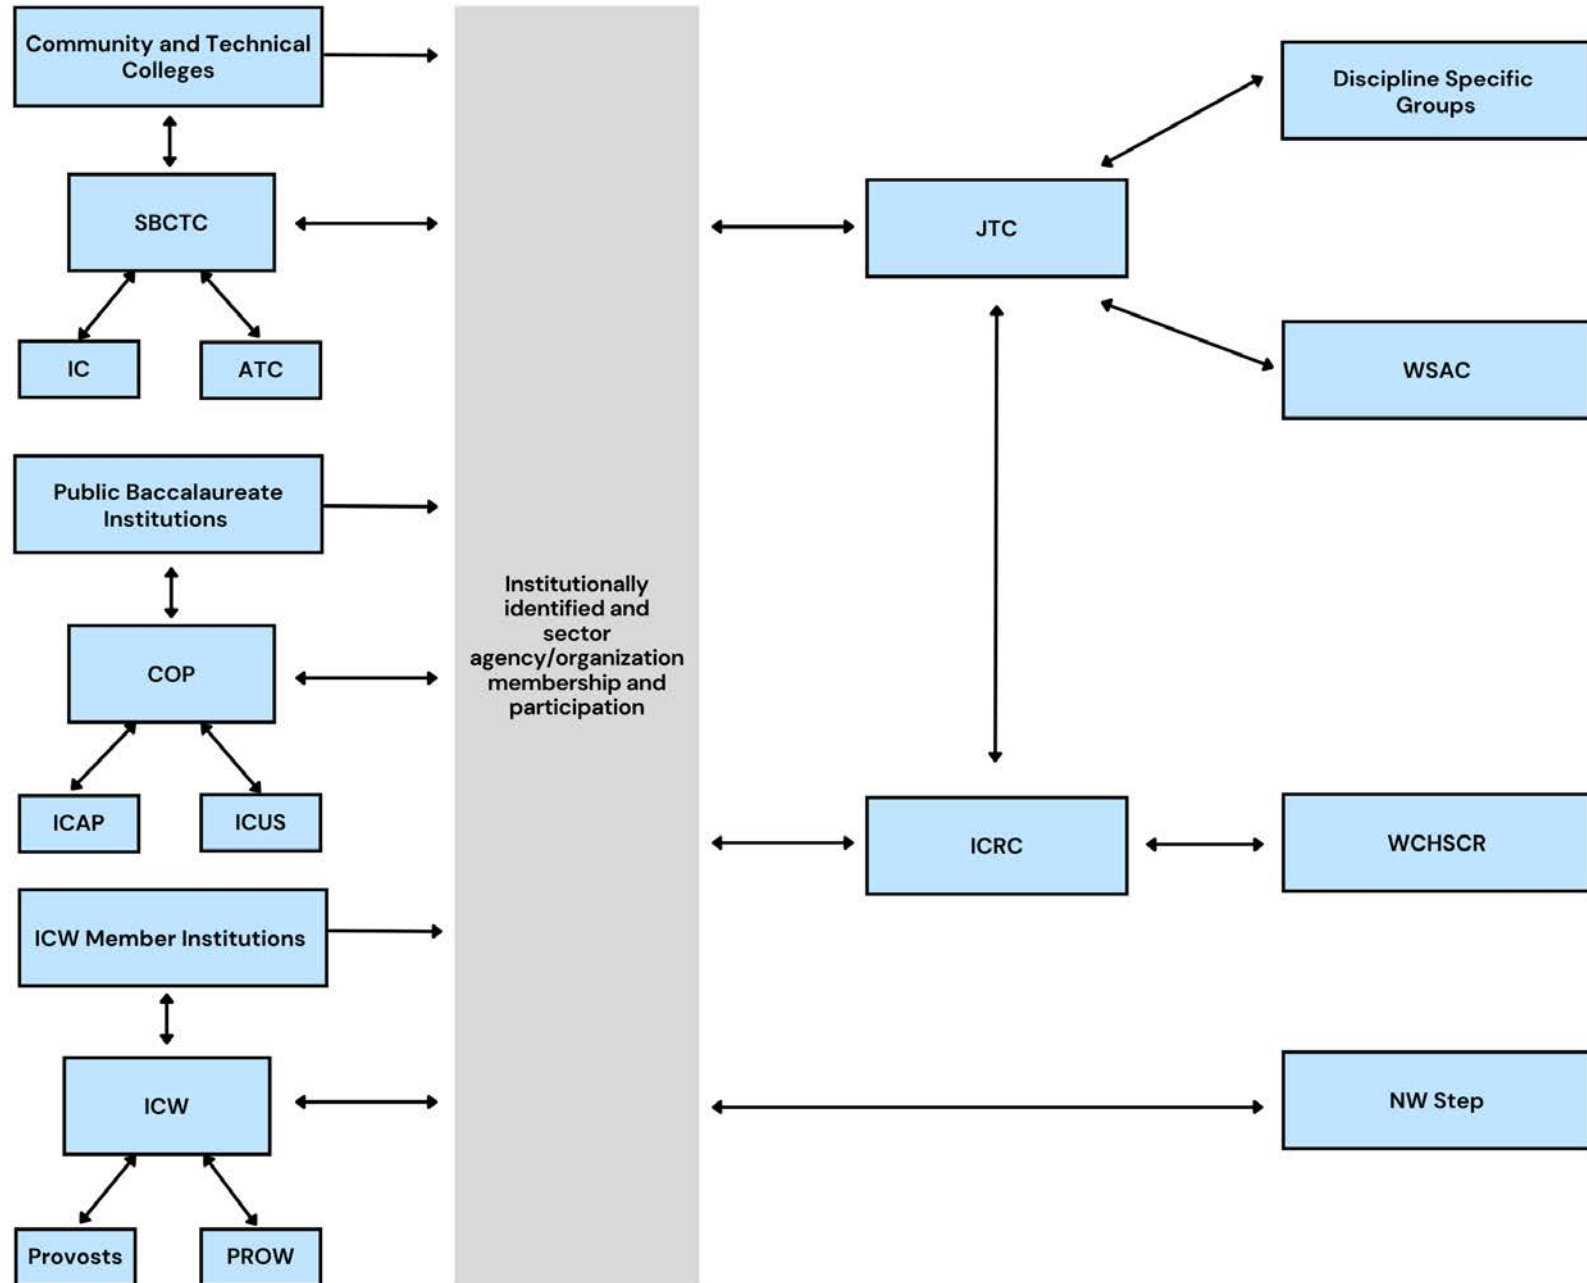 Community and Technical
Colleges
SBCTC
IC
ATC
Public Baccalaureate
Institutions
COP
ICAP
ICUS
ICW Member Institutions
ICW
Provosts
PROW
Institutionally
identified and
sector
agency/organization
membership and
participation
JTC
ICRC
Discipline Specific
Groups
WSAC
WCHSCR
NW Step